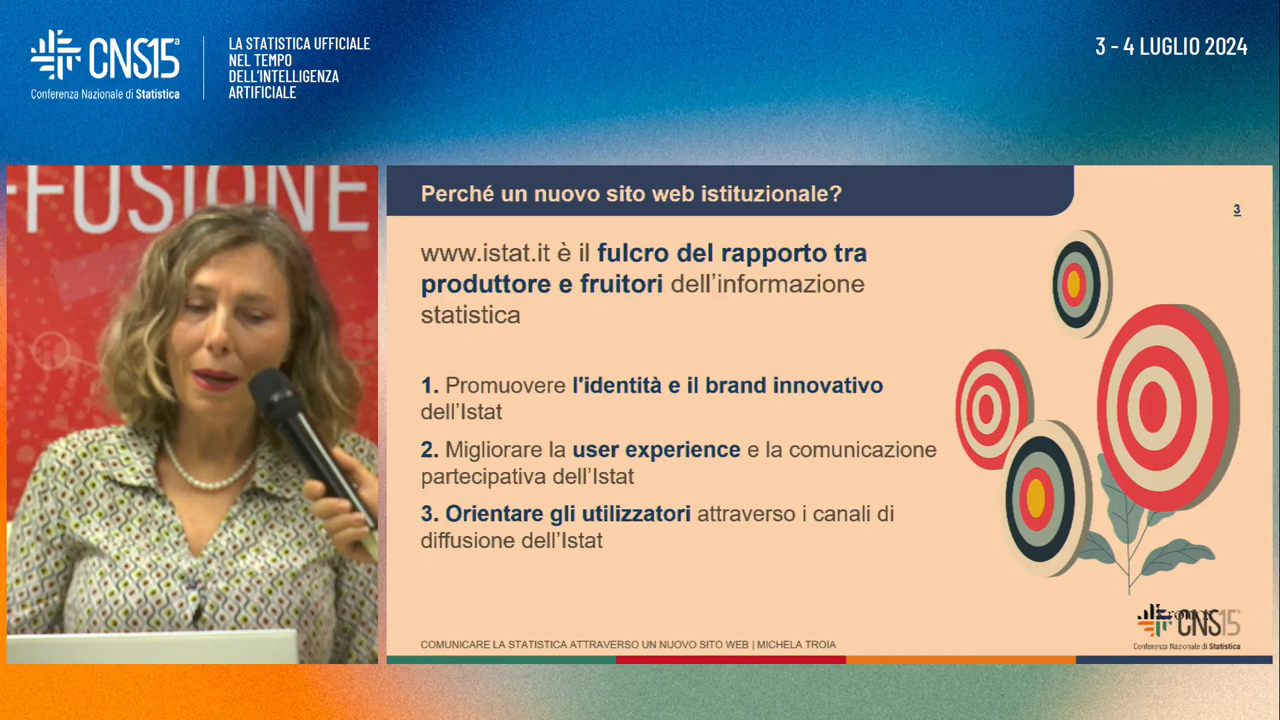 CNS15ª
Conferenza Nazionale di Statistica
LA STATISTICA UFFICIALE
NEL TEMPO
DELL'INTELLIGENZA
ARTIFICIALE
3 - 4 LUGLIO 2024
FUSIONE
Perché un nuovo sito web istituzionale?
3
www.istat.it è il fulcro del rapporto tra
produttore e fruitori dell’informazione
statistica
1. Promuovere l'identità e il brand innovativo
dell’Istat
2. Migliorare la user experience e la comunicazione
partecipativa dell’Istat
3. Orientare gli utilizzatori attraverso i canali di
diffusione dell’Istat
COMUNICARE LA STATISTICA ATTRAVERSO UN NUOVO SITO WEB | MICHELA TROIA
CNS15
Conferenza Nazionale di Statistica